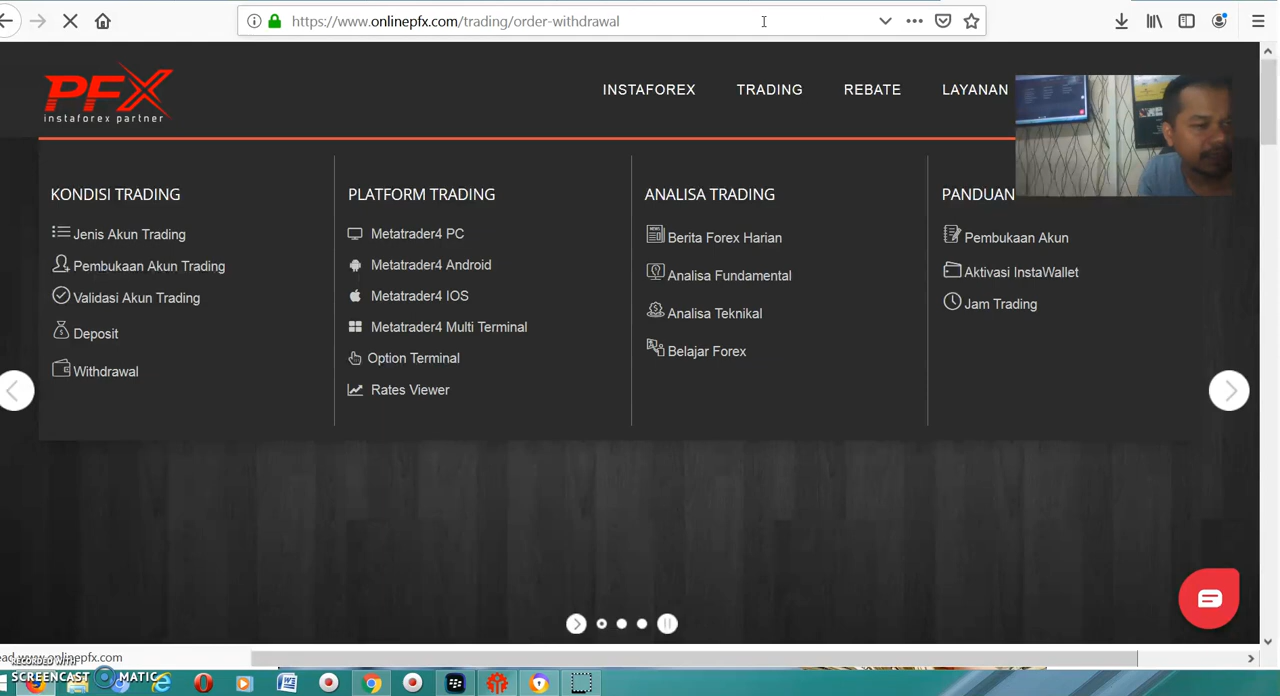 https://www.onlinepfx.com/trading/order-withdrawal
PFX
instaforex partner
INSTAFOREX
TRADING
REBATE
LAYANAN
KONDISI TRADING
Jenis Akun Trading
Pembukaan Akun Trading
Validasi Akun Trading
Deposit
Withdrawal
PLATFORM TRADING
Metatrader4 PC
Metatrader4 Android
Metatrader4 IOS
Metatrader4 Multi Terminal
Option Terminal
Rates Viewer
ANALISA TRADING
Berita Forex Harian
Analisa Fundamental
Analisa Teknikal
Belajar Forex
PANDUAN
Pembukaan Akun
Aktivasi InstaWallet
Jam Trading
ead www.onlinepfx.com
RECORDED WITH
SCREENCAST MATIC